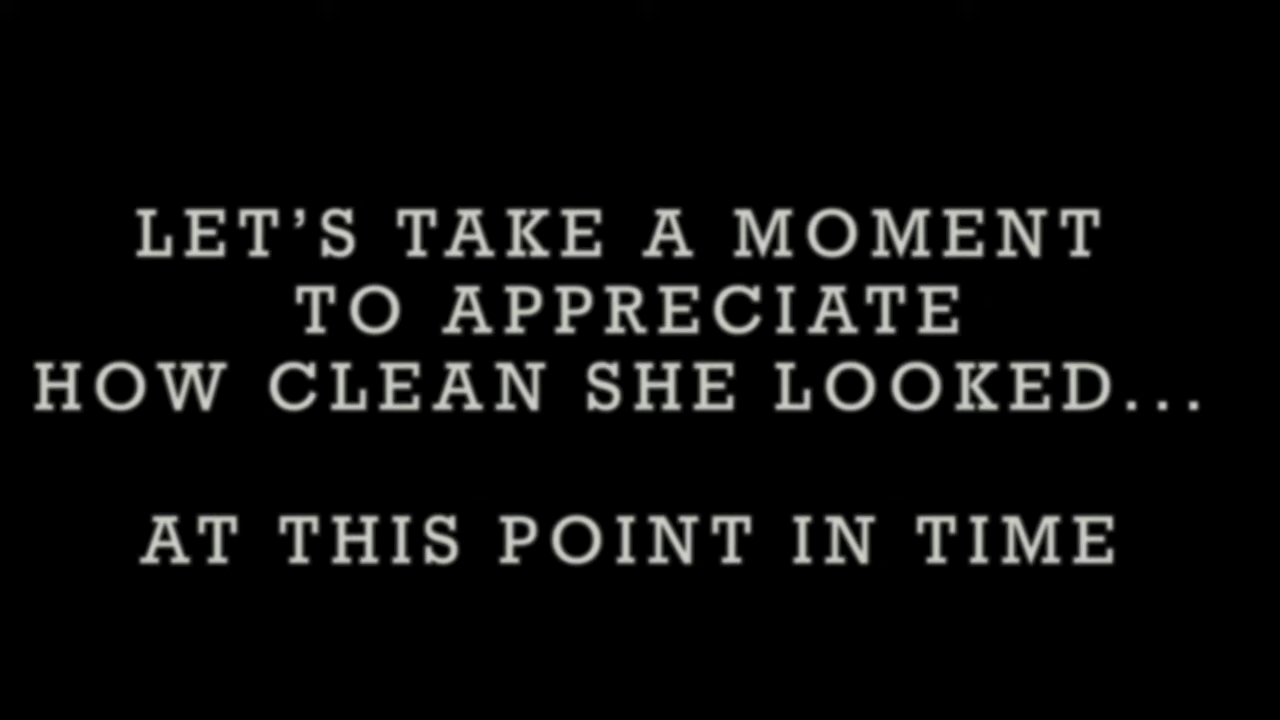 LET’S TAKE A MOMENT
TO APPRECIATE
HOW CLEAN SHE LOOKED...
AT THIS POINT IN TIME